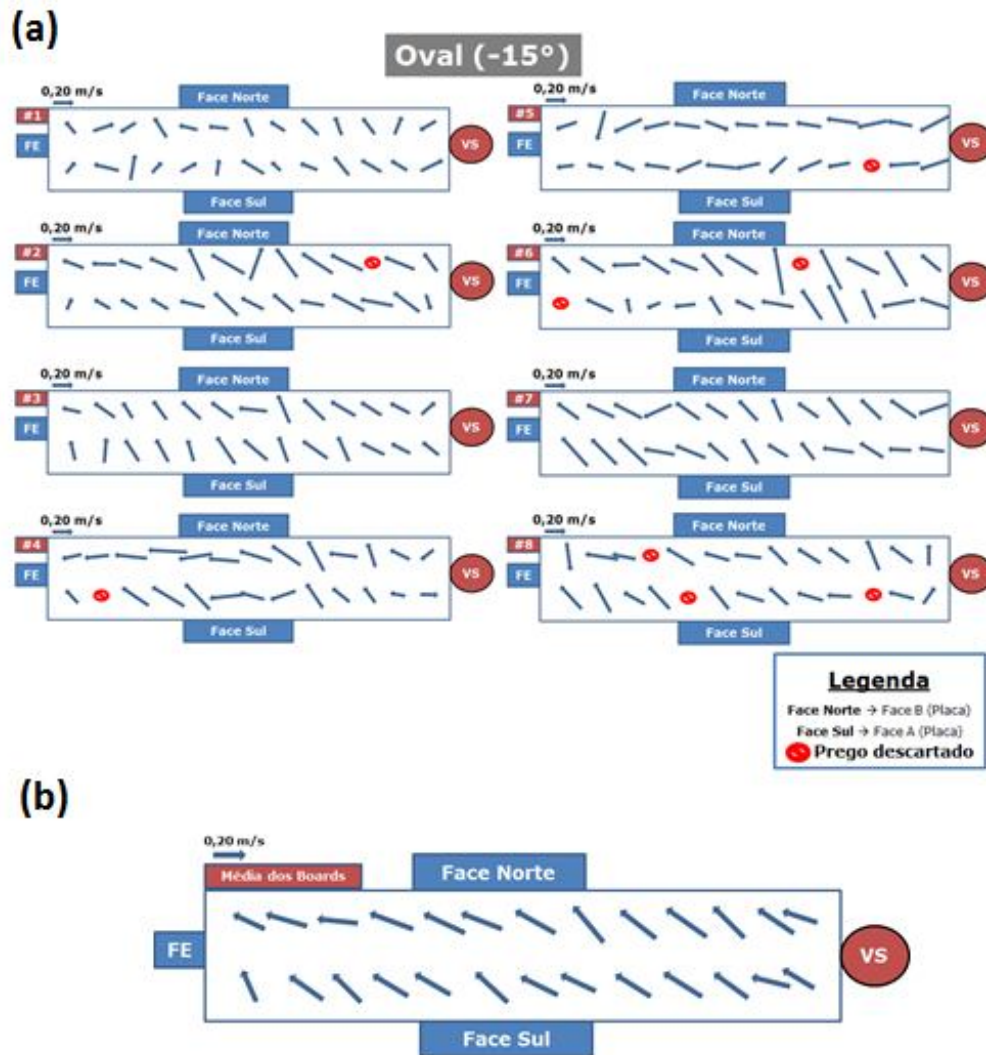 (a)
Oval (-15°)
0,20 m/s
Face Norte
#1
FE
VS
Face Sul
0,20 m/s
Face Norte
#5
FE
VS
Face Sul
0,20 m/s
Face Norte
#2
FE
VS
Face Sul
0,20 m/s
Face Norte
#6
FE
VS
Face Sul
0,20 m/s
Face Norte
#3
FE
VS
Face Sul
0,20 m/s
Face Norte
#7
FE
VS
Face Sul
0,20 m/s
Face Norte
#4
FE
VS
Face Sul
0,20 m/s
Face Norte
#8
FE
VS
Face Sul
Legenda
Face Norte → Face B (Placa)
Face Sul → Face A (Placa)
Prego descartado
(b)
0,20 m/s
Média dos Boards
Face Norte
FE
VS
Face Sul